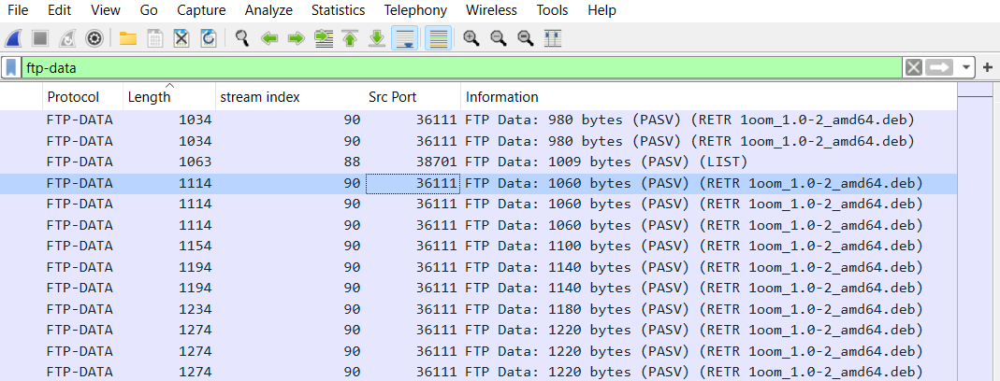 File Edit View Go Capture Analyze Statistics Telephony Wireless Tools Help
ftp-data
Protocol Length stream index Src Port Information
FTP-DATA 1034 90 36111 FTP Data: 980 bytes (PASV) (RETR 1oom_1.0-2_amd64.deb)
FTP-DATA 1034 90 36111 FTP Data: 980 bytes (PASV) (RETR 1oom_1.0-2_amd64.deb)
FTP-DATA 1063 88 38701 FTP Data: 1009 bytes (PASV) (LIST)
FTP-DATA 1114 90 36111 FTP Data: 1060 bytes (PASV) (RETR 1oom_1.0-2_amd64.deb)
FTP-DATA 1114 90 36111 FTP Data: 1060 bytes (PASV) (RETR 1oom_1.0-2_amd64.deb)
FTP-DATA 1114 90 36111 FTP Data: 1060 bytes (PASV) (RETR 1oom_1.0-2_amd64.deb)
FTP-DATA 1154 90 36111 FTP Data: 1100 bytes (PASV) (RETR 1oom_1.0-2_amd64.deb)
FTP-DATA 1194 90 36111 FTP Data: 1140 bytes (PASV) (RETR 1oom_1.0-2_amd64.deb)
FTP-DATA 1194 90 36111 FTP Data: 1140 bytes (PASV) (RETR 1oom_1.0-2_amd64.deb)
FTP-DATA 1234 90 36111 FTP Data: 1180 bytes (PASV) (RETR 1oom_1.0-2_amd64.deb)
FTP-DATA 1274 90 36111 FTP Data: 1220 bytes (PASV) (RETR 1oom_1.0-2_amd64.deb)
FTP-DATA 1274 90 36111 FTP Data: 1220 bytes (PASV) (RETR 1oom_1.0-2_amd64.deb)
FTP-DATA 1274 90 36111 FTP Data: 1220 bytes (PASV) (RETR 1oom_1.0-2_amd64.deb)